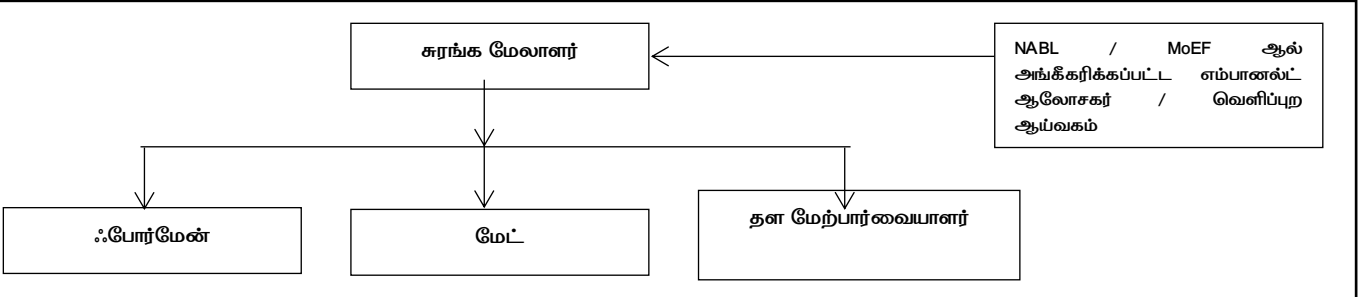 சுரங்க மேலாளர்
NABL / MoEF ஆல்
அங்கீகரிக்கப்பட்ட எம்பானல்ட்
ஆலோசகர் / வெளிப்புற
ஆய்வகம்
ஃபோர்மேன்
மேட்
தள மேற்பார்வையாளர்